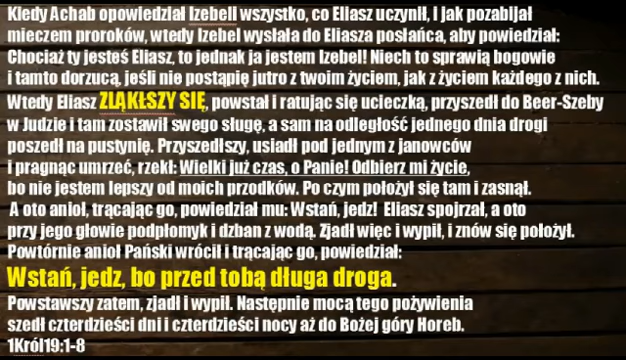 Kiedy Achab opowiedział Izebeli wszystko, co Eliasz uczynił, i jak pozabijał
mieczem proroków, wtedy Izebel wysłała do Eliasza posłańca, aby powiedział:
Chociaż ty jesteś Eliasz, to jednak ja jestem Izebel! Niech to sprawią bogowie
i tamto dorzucą, jeśli nie postąpię jutro z twoim życiem, jak z życiem każdego z nich.
Wtedy Eliasz ZLĄKŁSZY SIĘ, powstał i ratując się ucieczką, przyszedł do Beer-Szeby
w Judzie i tam zostawił swego sługę, a sam na odległość jednego dnia drogi
poszedł na pustynię. Przyszedłszy, usiadł pod jednym z janowców
i pragnąc umrzeć, rzekł: Wielki już czas, o Panie! Odbierz mi życie,
bo nie jestem lepszy od moich przodków. Po czym położył się tam i zasnął.
A oto anioł, trącając go, powiedział mu: Wstań, jedz! Eliasz spojrzał, a oto
przy jego głowie podpłomyk i dzban z wodą. Zjadł więc i wypił, i znów się położył.
Powtórnie anioł Pański wrócił i trącając go, powiedział:
Wstań, jedz, bo przed tobą długa droga.
Powstawszy zatem, zjadł i wypił. Następnie mocą tego pożywienia
szedł czterdzieści dni i czterdzieści nocy aż do Bożej góry Horeb.
1Król19:1-8